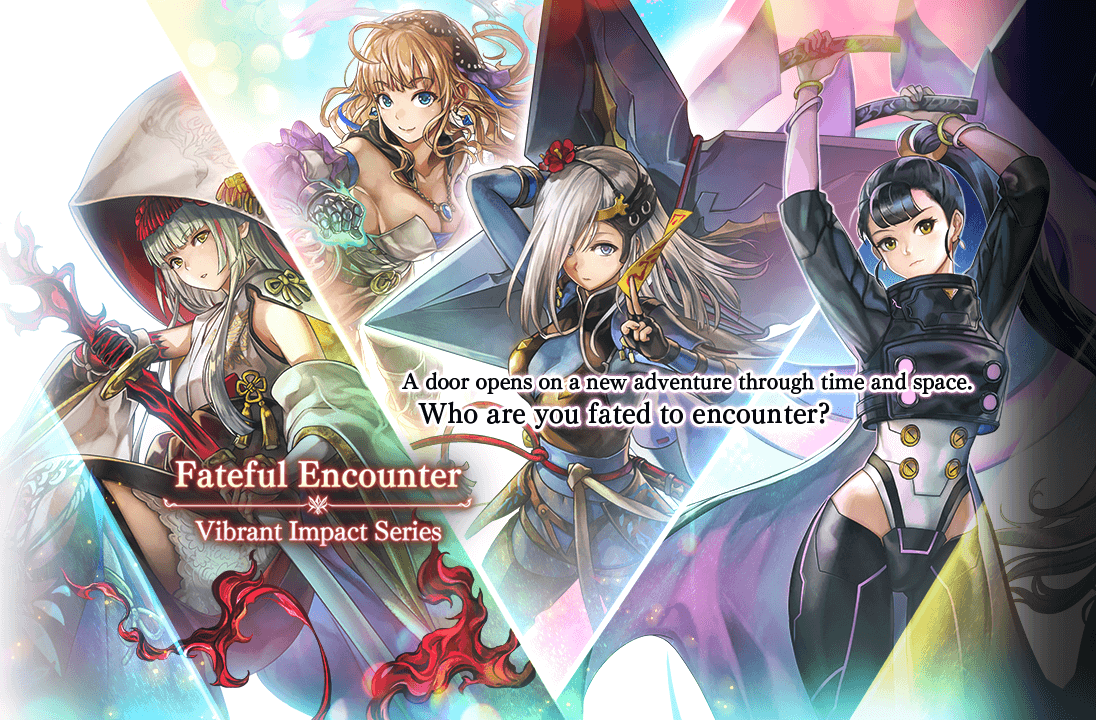 A door opens on a new adventure through time and space.
Who are you fated to encounter?
Fateful Encounter
Vibrant Impact Series